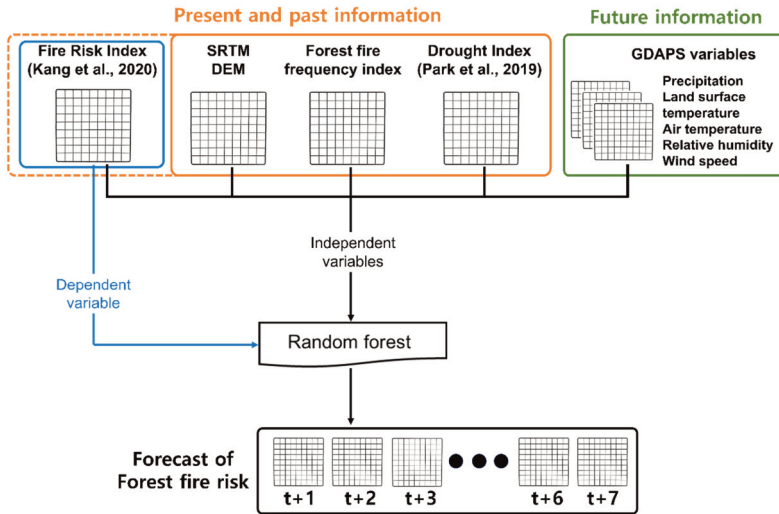 Present and past information
Future information
Fire Risk Index
(Kang et al., 2020)
SRTM
DEM
Forest fire
frequency index
Drought Index
(Park et al., 2019)
GDAPS variables
Precipitation
Land surface
temperature
Air temperature
Relative humidity
Wind speed
Independent
variables
Dependent
variable
Random forest
Forecast of
Forest fire risk
t+1 t+2 t+3 t+6 t+7